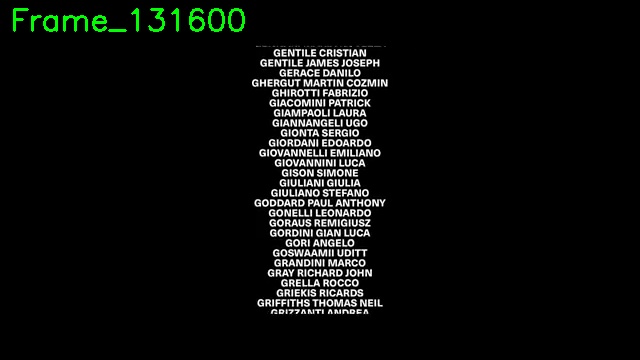 Frame_131600
GENTILE CRISTIAN
GENTILE JAMES JOSEPH
GERACE DANILO
GHERGUT MARTIN COZMIN
GHIROTTI FABRIZIO
GIACOMINI PATRICK
GIAMPAOLI LAURA
GIANNANGELI UGO
GIONTA SERGIO
GIORDANI EDOARDO
GIOVANNELLI EMILIANO
GIOVANNINI LUCA
GISON SIMONE
GIULIANI GIULIA
GIULIANO STEFANO
GODDARD PAUL ANTHONY
GONELLI LEONARDO
GORAUS REMIGIUSZ
GORDINI GIAN LUCA
GORI ANGELO
GOSWAAMII UDITT
GRANDINI MARCO
GRAY RICHARD JOHN
GRELLA ROCCO
GRIEKIS RICARDS
GRIFFITHS THOMAS NEIL
GRIZZANTI ANDREA